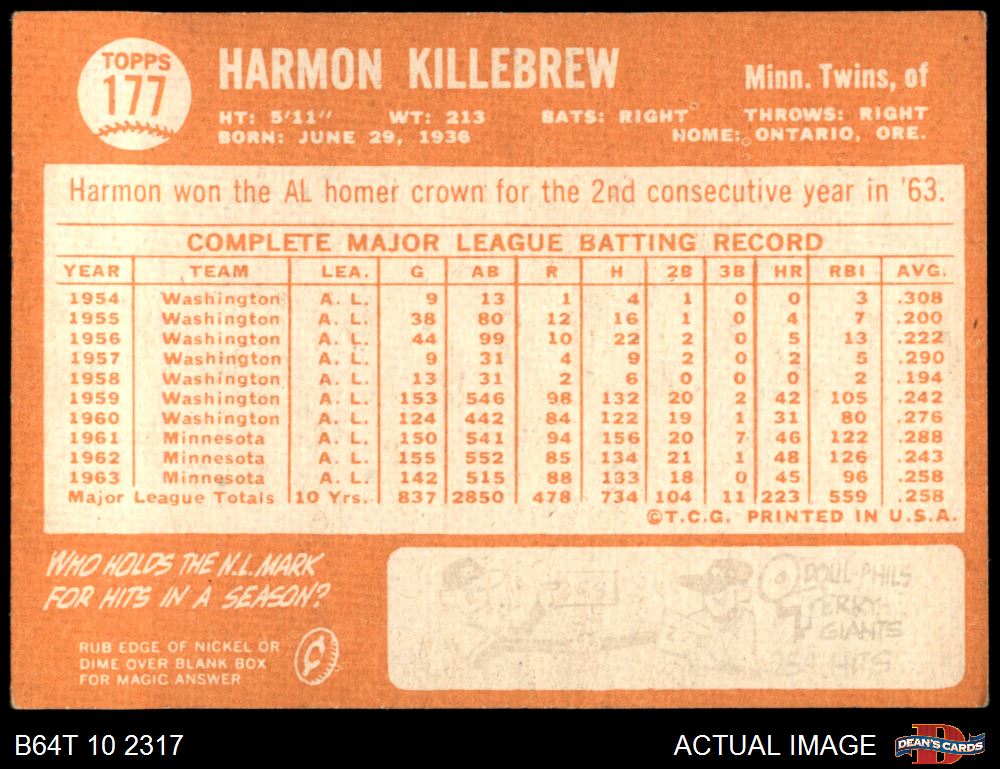 TOPPS
177
HARMON KILLEBREW
Minn. Twins, of
HT: 5'11" WT: 213 BATS: RIGHT THROWS: RIGHT
BORN: JUNE 29, 1936 HOME: ONTARIO, ORE.
Harmon won the AL homer crown for the 2nd consecutive year in '63.
COMPLETE MAJOR LEAGUE BATTING RECORD
YEAR TEAM LEA. G AB R H 2B 3B HR RBI AVG.
1954 Washington A. L. 9 13 1 4 1 0 0 3 .308
1955 Washington A. L. 38 80 12 16 1 0 4 7 .200
1956 Washington A. L. 44 99 10 22 2 0 5 13 .222
1957 Washington A. L. 9 31 4 9 2 0 2 5 .290
1958 Washington A. L. 13 31 2 6 0 0 0 2 .194
1959 Washington A. L. 153 546 98 132 20 2 42 105 .242
1960 Washington A. L. 124 442 84 122 19 1 31 80 .276
1961 Minnesota A. L. 150 541 94 156 20 7 46 122 .288
1962 Minnesota A. L. 155 552 85 134 21 1 48 126 .243
1963 Minnesota A. L. 142 515 88 133 18 0 45 96 .258
Major League Totals 10 Yrs. 837 2850 478 734 104 11 223 559 .258
©T.C.G. PRINTED IN U.S.A.
WHO HOLDS THE N.L. MARK
FOR HITS IN A SEASON?
RUB EDGE OF NICKEL OR
DIME OVER BLANK BOX
FOR MAGIC ANSWER
O'DOUL-PHILS
TERRY-
GIANTS
254 HITS
B64T 10 2317
ACTUAL IMAGE
DEAN'S CARDS